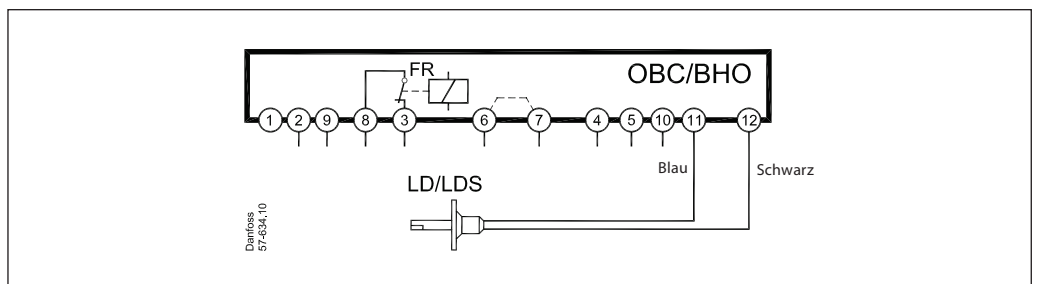 FR
OBC/BHO
1 2 9 8 3 6 7 4 5 10 11 12
Blau
Schwarz
LD/LDS
Danfoss
57-634.10